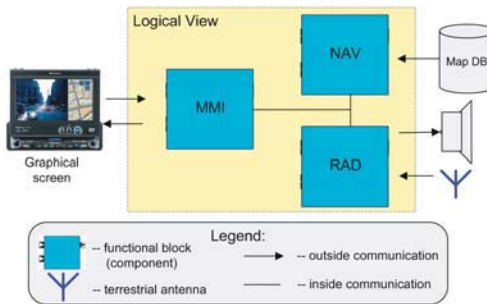 Logical View
NAV
Map DB
MMI
RAD
Graphical
screen
Legend:
-- functional block
(component)
-- outside communication
-- terrestrial antenna
-- inside communication